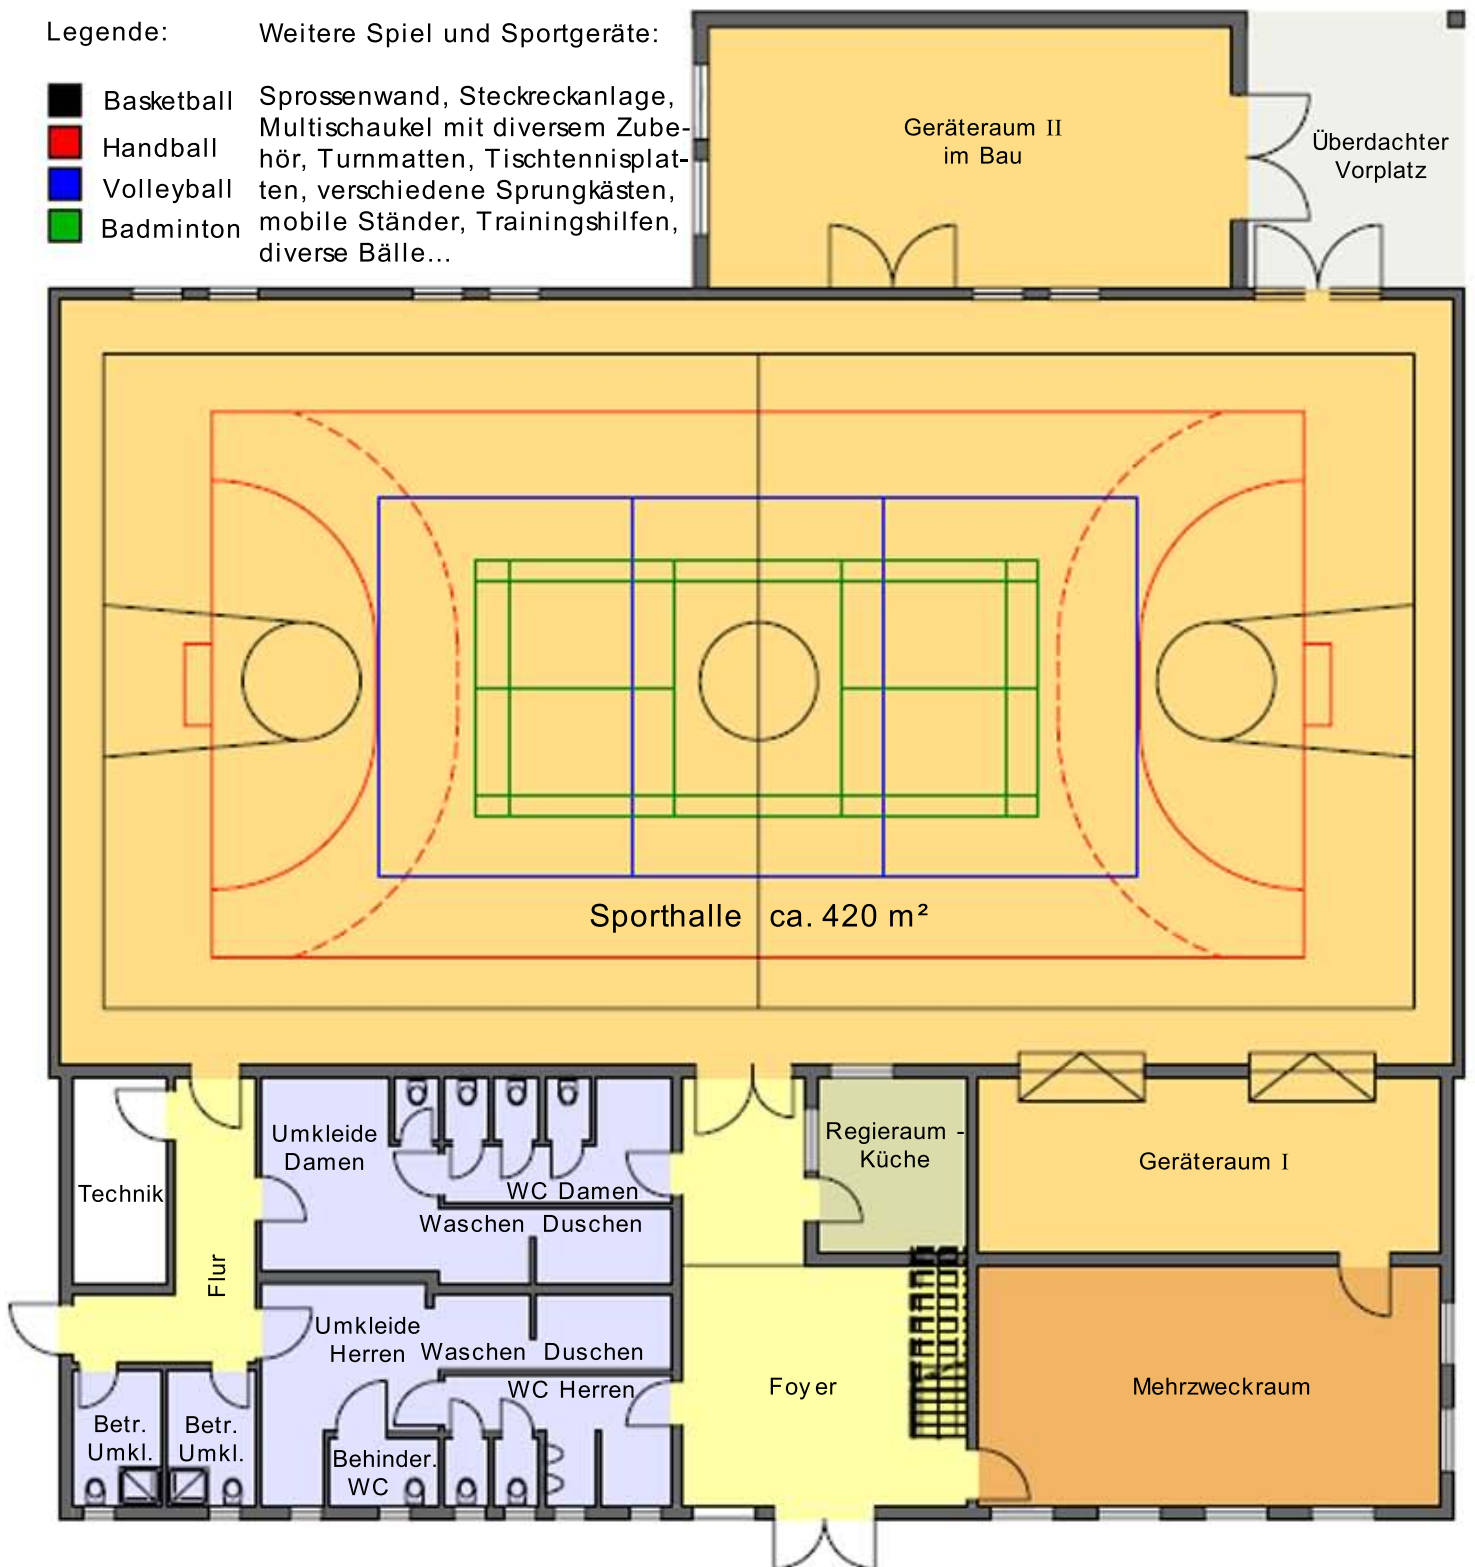 Legende:
Basketball
Handball
Volleyball
Badminton
Weitere Spiel und Sportgeräte:
Sprossenwand, Steckreckanlage,
Multischaukel mit diversem Zube-
hör, Turnmatten, Tischtennisplat-
ten, verschiedene Sprungkästen,
mobile Ständer, Trainingshilfen,
diverse Bälle...
Geräteraum II
im Bau
Überdachter
Vorplatz
Sporthalle ca. 420 m²
Umkleide
Damen
Technik
WC Damen
Waschen Duschen
Flur
Regieraum -
Küche
Geräteraum I
Umkleide
Herren
Waschen Duschen
WC Herren
Foyer
Mehrzweckraum
Betr.
Umkl.
Betr.
Umkl.
Behinder.
WC